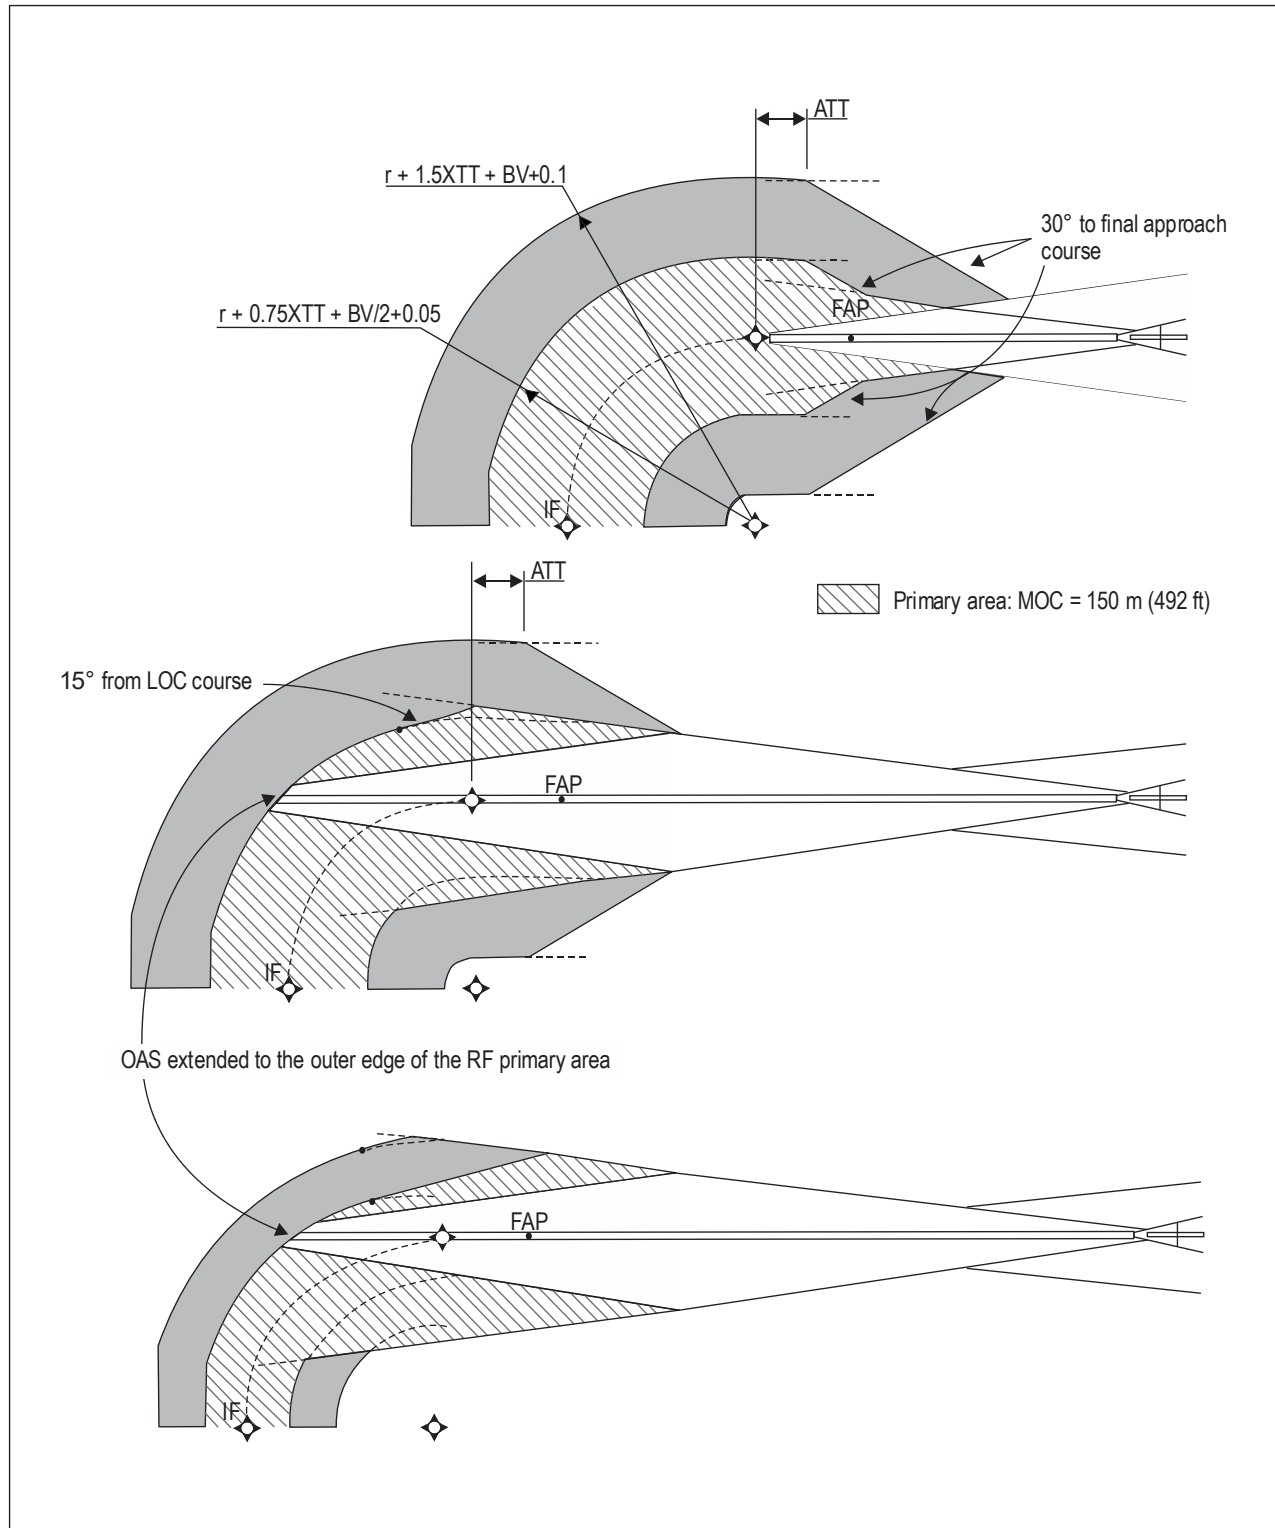 ATT
r + 1.5XTT + BV+0.1
30° to final approach
course
r + 0.75XTT + BV/2+0.05
FAP
IF
ATT
Primary area: MOC = 150 m (492 ft)
15° from LOC course
FAP
IF
OAS extended to the outer edge of the RF primary area
FAP
IF